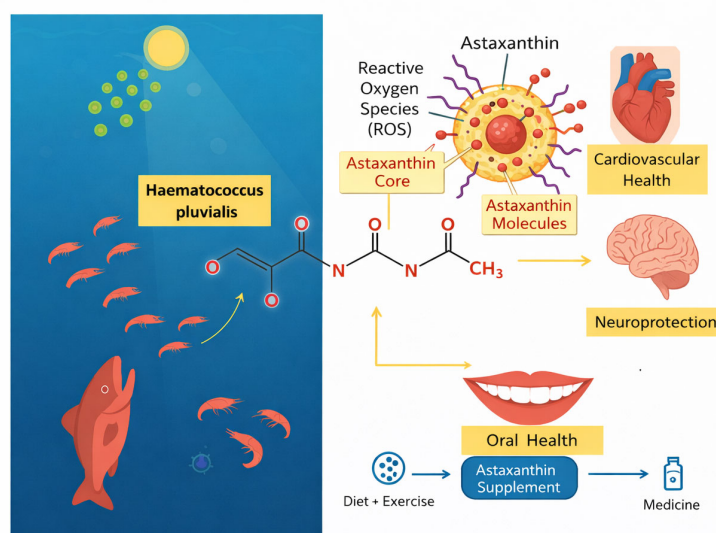 Astaxanthin
Reactive
Oxygen
Species
(ROS)
Astaxanthin
Core
Astaxanthin
Molecules
Cardiovascular
Health
Haematococcus
pluvialis
O
O
O
O
O
N
N
CH₃
Neuroprotection
Oral Health
Diet + Exercise
Astaxanthin
Supplement
Medicine